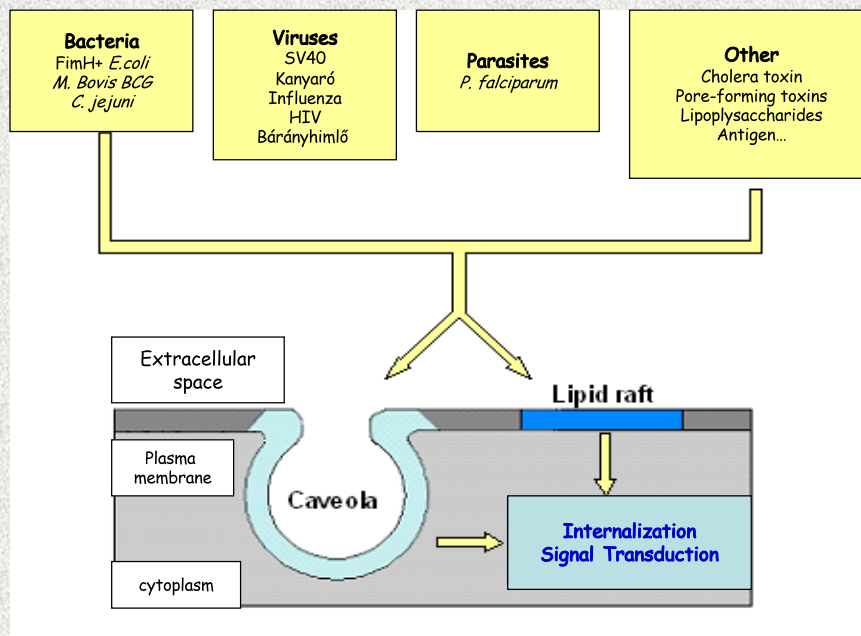 Bacteria
FimH+ E.coli
M. Bovis BCG
C. jejuni
Viruses
SV40
Kanyaró
Influenza
HIV
Bárányhimlő
Parasites
P. falciparum
Other
Cholera toxin
Pore-forming toxins
Lipoplysaccharides
Antigen…
Extracellular
space
Lipid raft
Plasma
membrane
Caveola
Internalization
Signal Transduction
cytoplasm